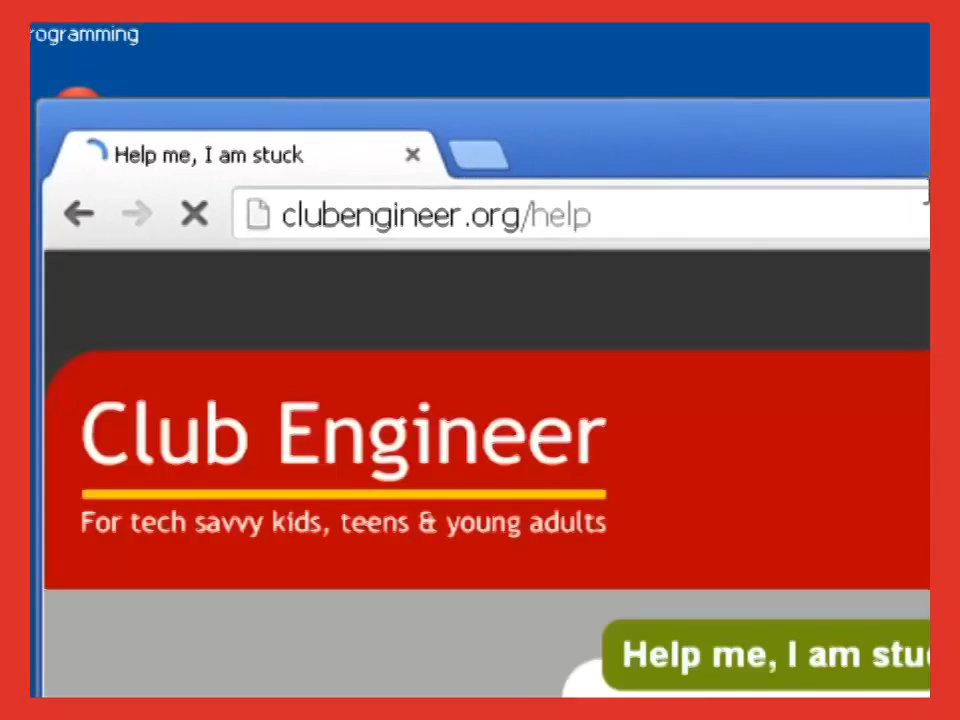 rogramming
Help me, I am stuck
clubengineer.org/help
Club Engineer
For tech savvy kids, teens & young adults
Help me, I am stu